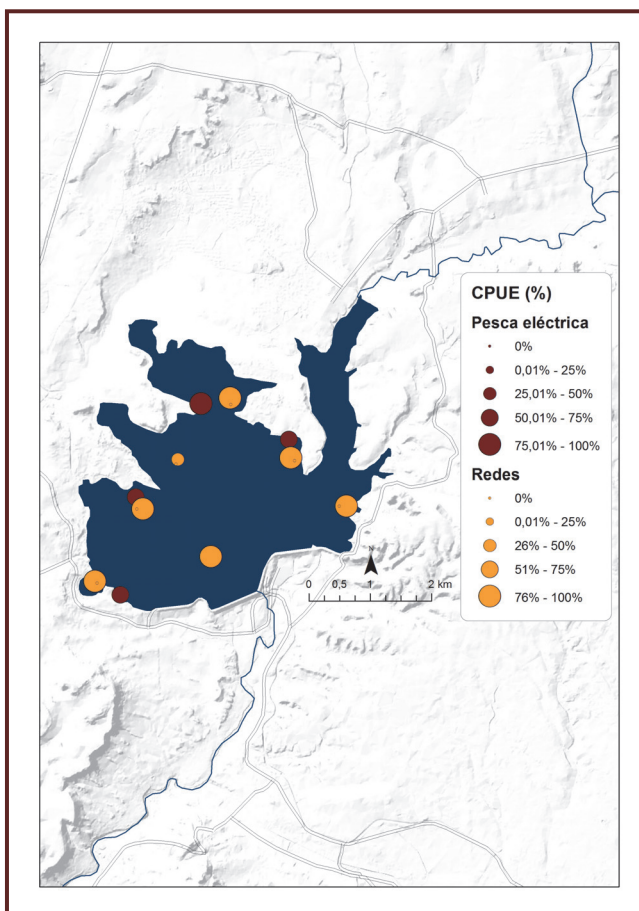 CPUE (%)
Pesca eléctrica
0%
0,01% - 25%
25,01% - 50%
50,01% - 75%
75,01% - 100%
Redes
0%
0,01% - 25%
26% - 50%
51% - 75%
76% - 100%
N
0 0,5 1 2 km